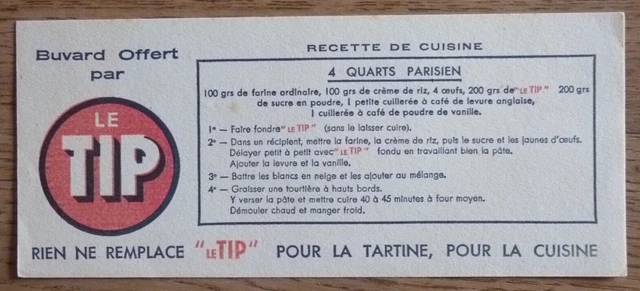 Buvard Offert
par
LE
TIP
RECETTE DE CUISINE
4 QUARTS PARISIEN
100 grs de farine ordinaire, 100 grs de crème de riz, 4 œufs, 200 grs de "LE TIP" 200 grs
de sucre en poudre, 1 petite cuillerée à café de levure anglaise,
1 cuillerée à café de poudre de vanille.
1° — Faire fondre "LE TIP" (sans le laisser cuire).
2° — Dans un récipient, mettre la farine, la crème de riz, puis le sucre et les jaunes d'œufs.
Délayer petit à petit avec "LE TIP" fondu en travaillant bien la pâte.
Ajouter la levure et la vanille.
3° — Battre les blancs en neige et les ajouter au mélange.
4° — Graisser une tourtière à hauts bords.
Y verser la pâte et mettre cuire 40 à 45 minutes à four moyen.
Démouler chaud et manger froid.
RIEN NE REMPLACE "LE TIP" POUR LA TARTINE, POUR LA CUISINE